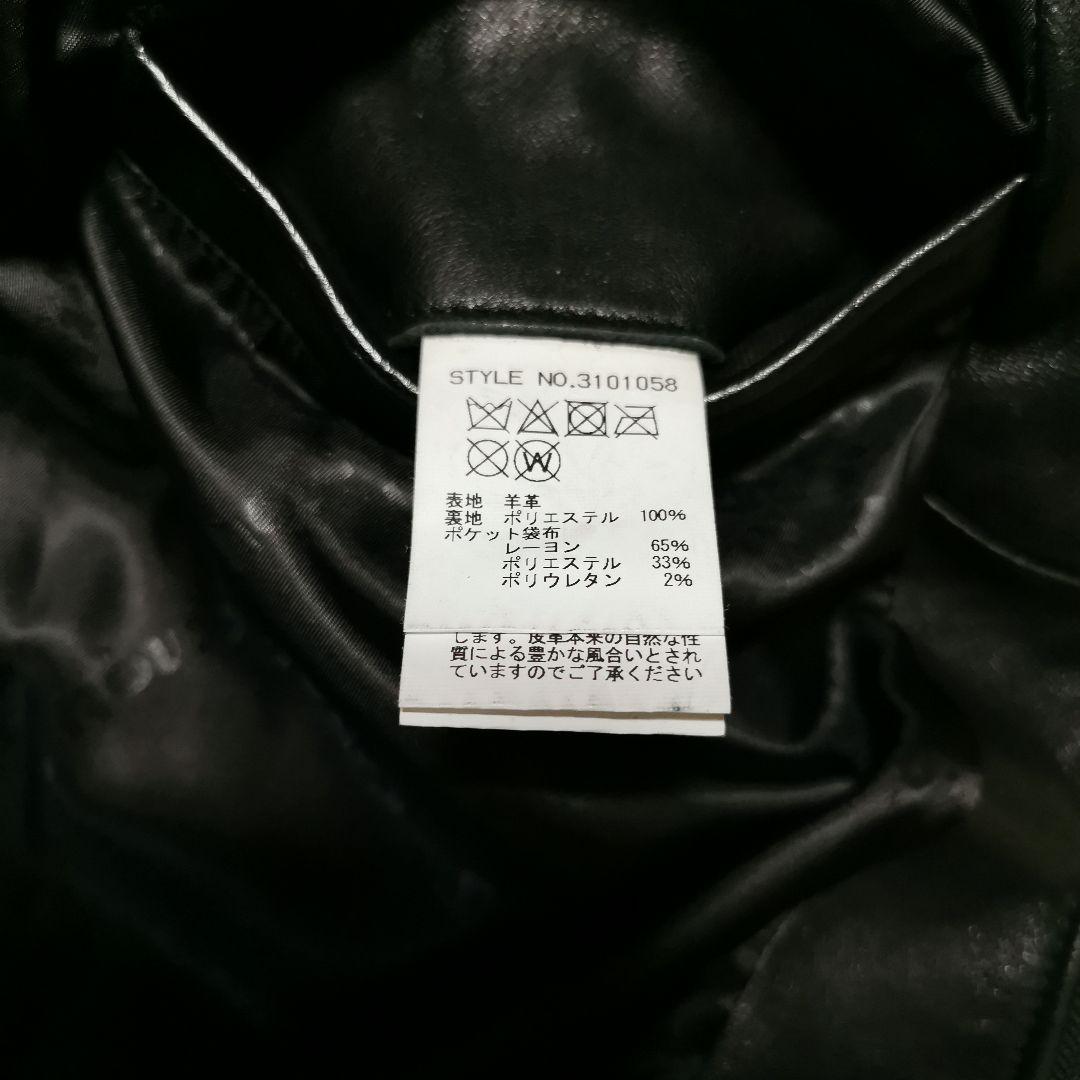 STYLE NO.3101058
W
表地 羊革
裏地 ポリエステル 100%
ポケット袋布
レーヨン 65%
ポリエステル 33%
ポリウレタン 2%
します。皮革本来の自然な性
質による豊かな風合いとされ
ていますのでご了承ください